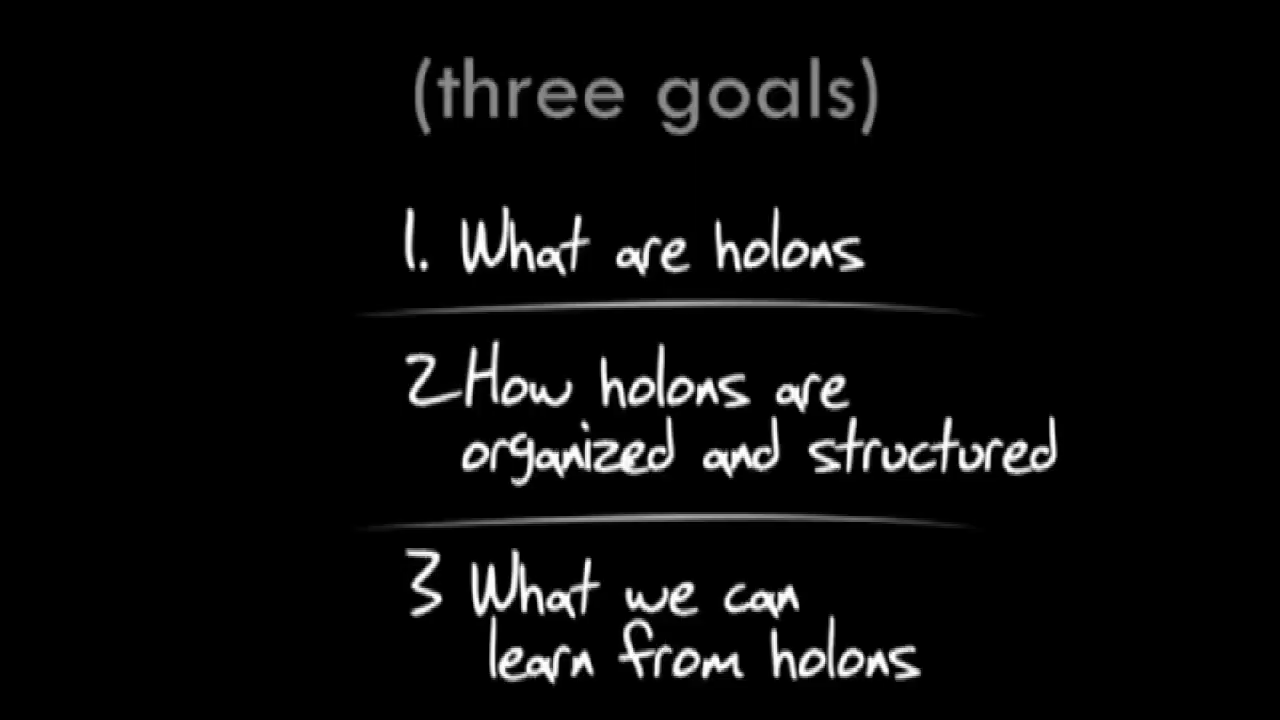 (three goals)
1. What are holons
2 How holons are
organized and structured
3 What we can
learn from holons